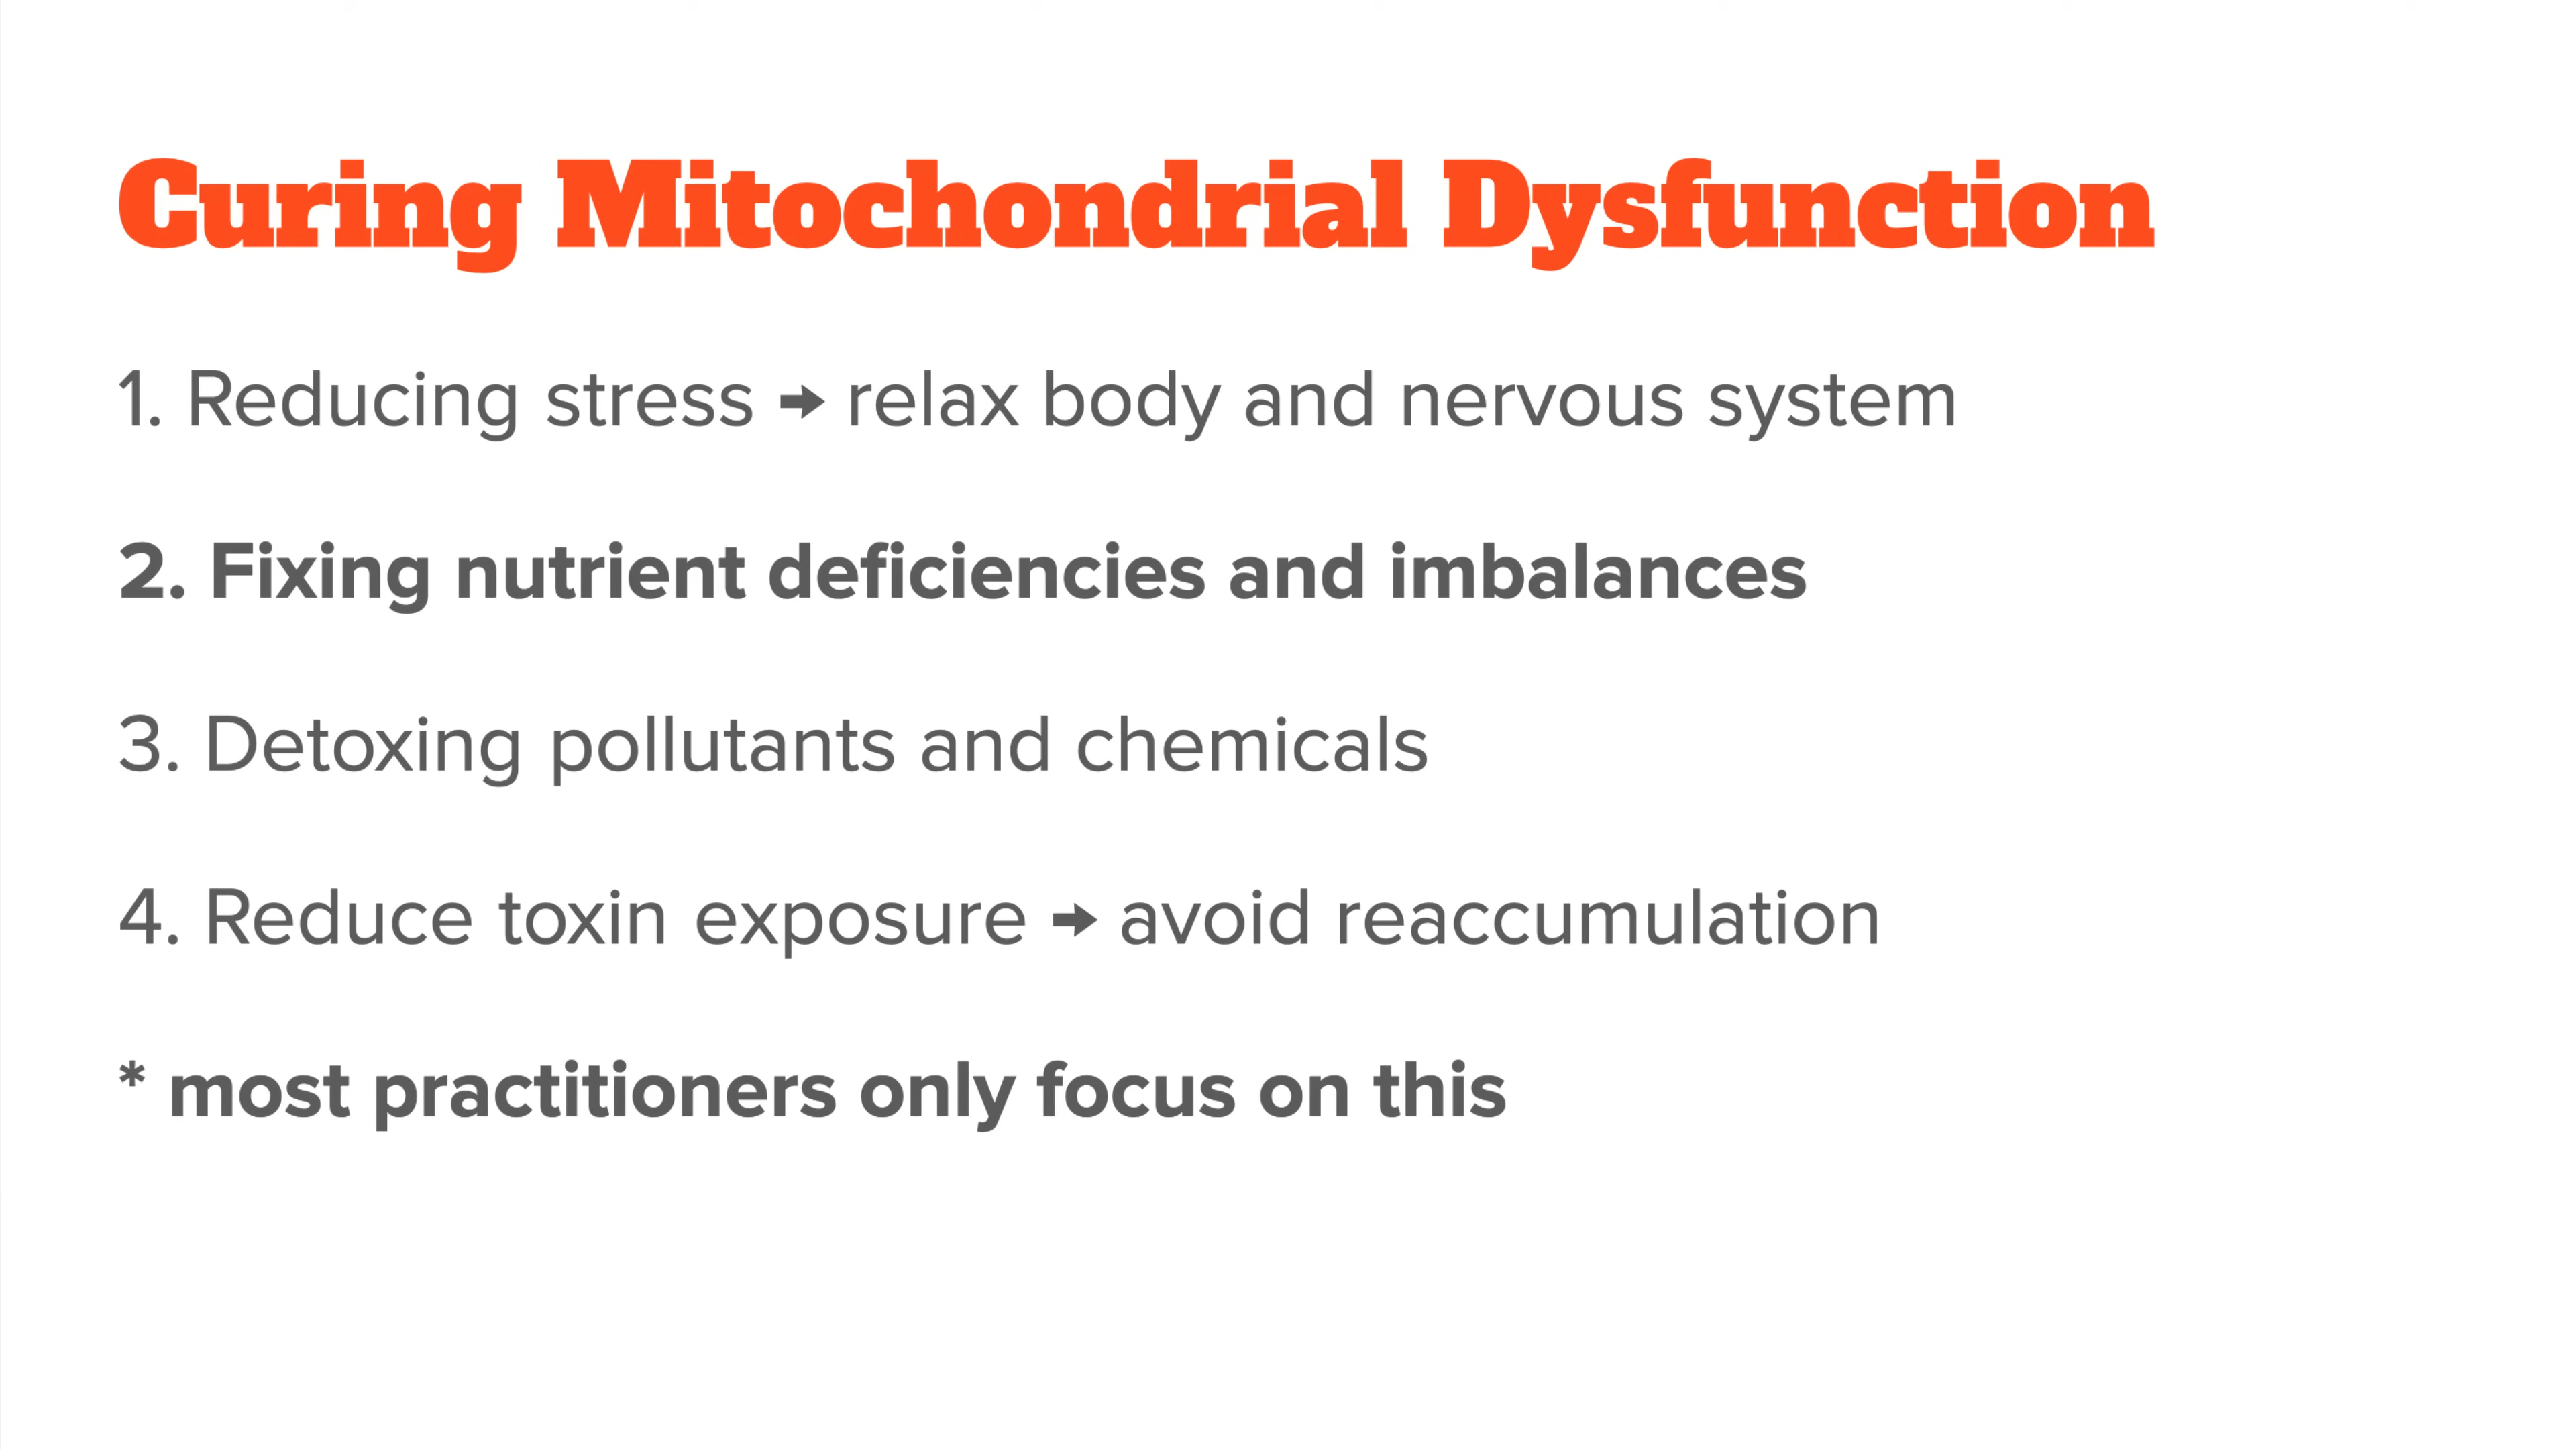 Curing Mitochondrial Dysfunction
1. Reducing stress → relax body and nervous system
2. Fixing nutrient deficiencies and imbalances
3. Detoxing pollutants and chemicals
4. Reduce toxin exposure → avoid reaccumulation
* most practitioners only focus on this